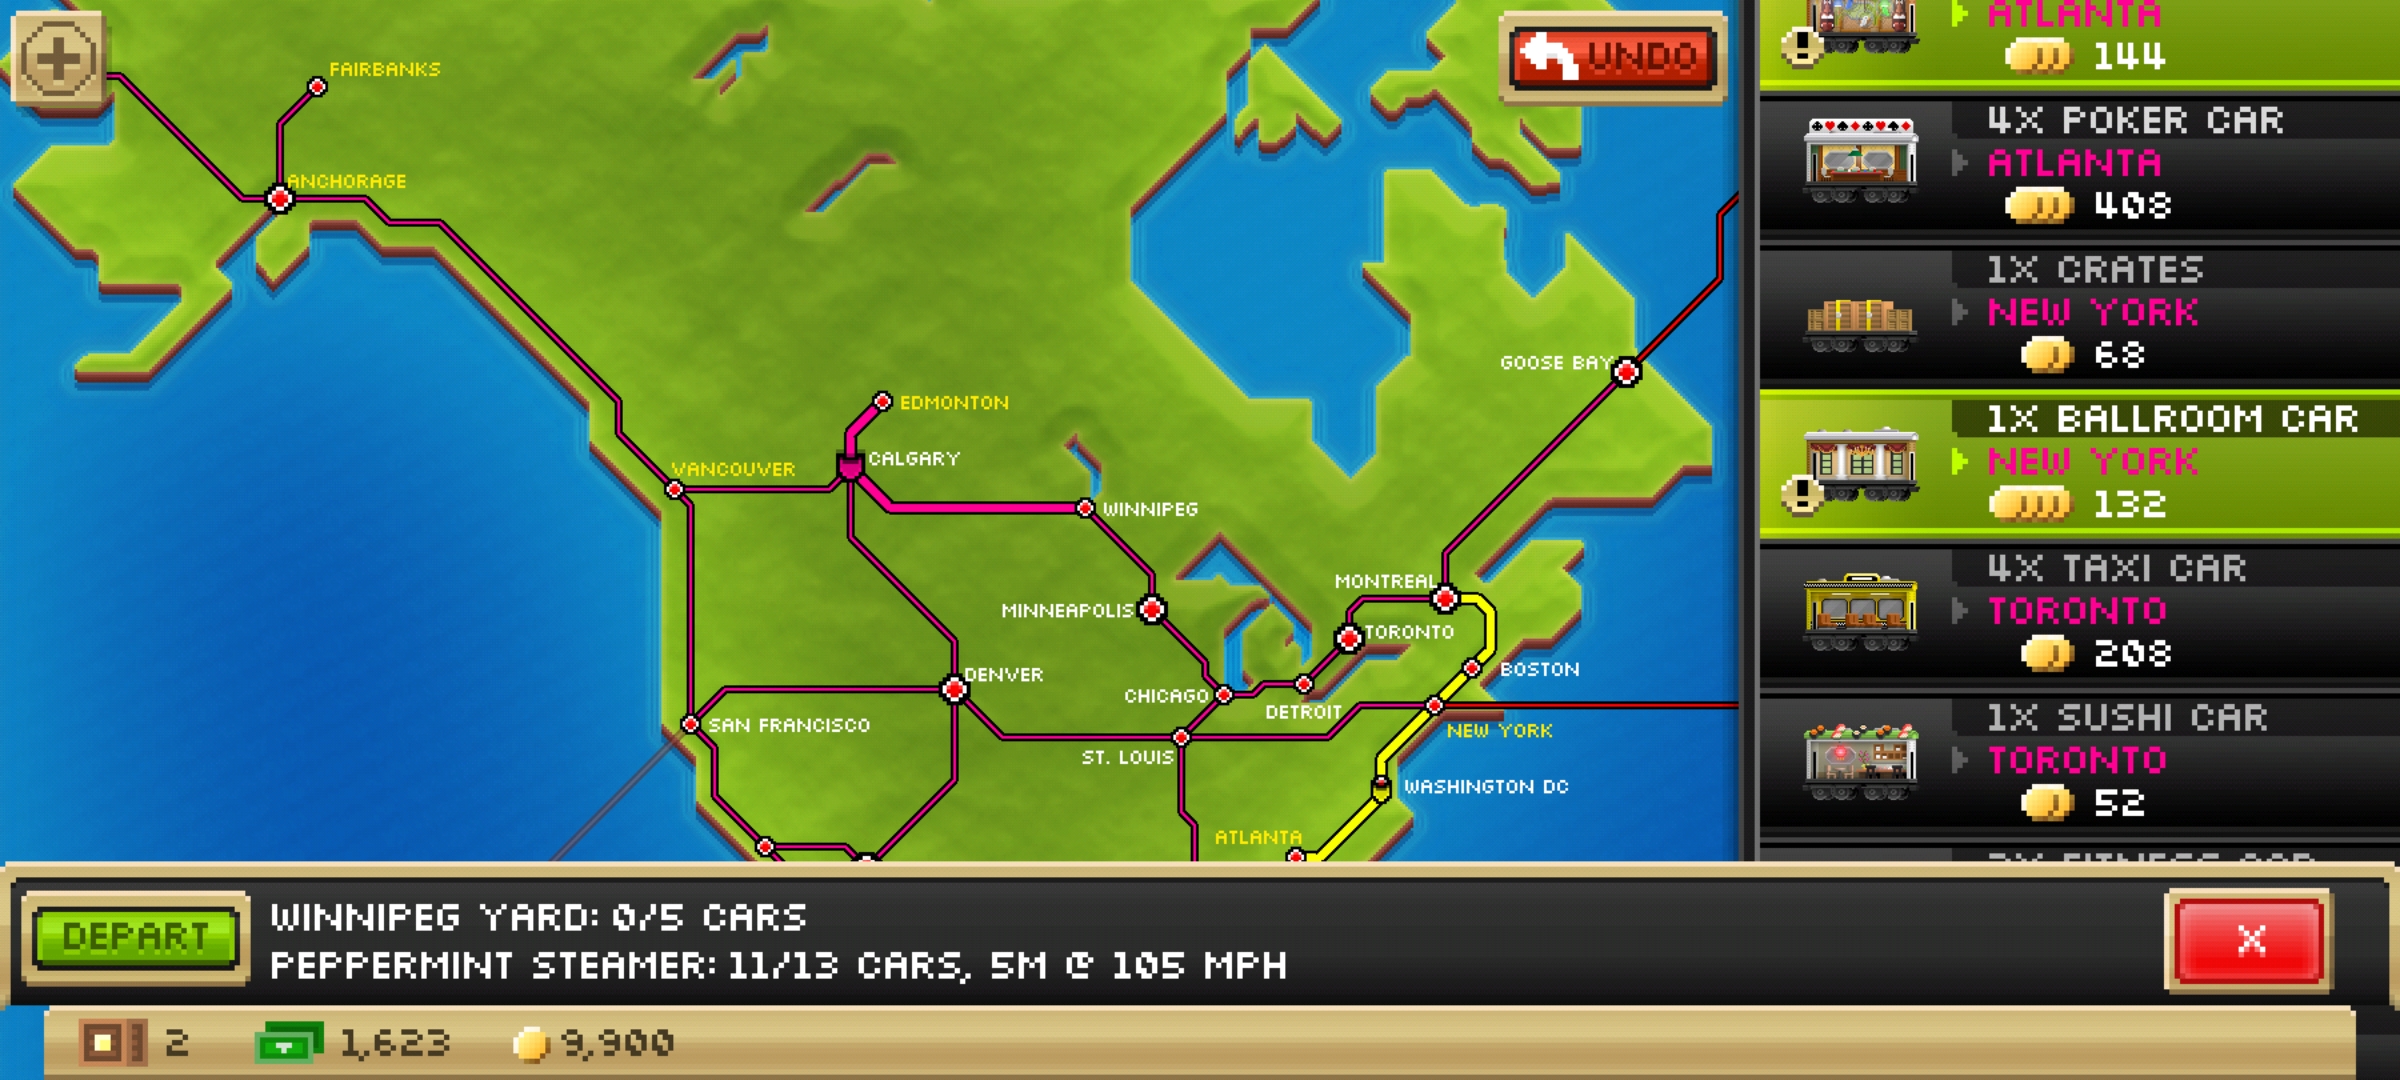 FAIRBANKS
ANCHORAGE
EDMONTON
CALGARY
VANCOUVER
WINNIPEG
MINNEAPOLIS
DENVER
SAN FRANCISCO
CHICAGO
DETROIT
ST. LOUIS
GOOSE BAY
MONTREAL
TORONTO
BOSTON
NEW YORK
WASHINGTON DC
ATLANTA
UNDO
ATLANTA
144
4X POKER CAR
ATLANTA
408
1X CRATES
NEW YORK
68
1X BALLROOM CAR
NEW YORK
132
4X TAXI CAR
TORONTO
208
1X SUSHI CAR
TORONTO
52
DEPART
WINNIPEG YARD: 0/5 CARS
PEPPERMINT STEAMER: 11/13 CARS, 5M @ 105 MPH
X
2
1,623
9,900